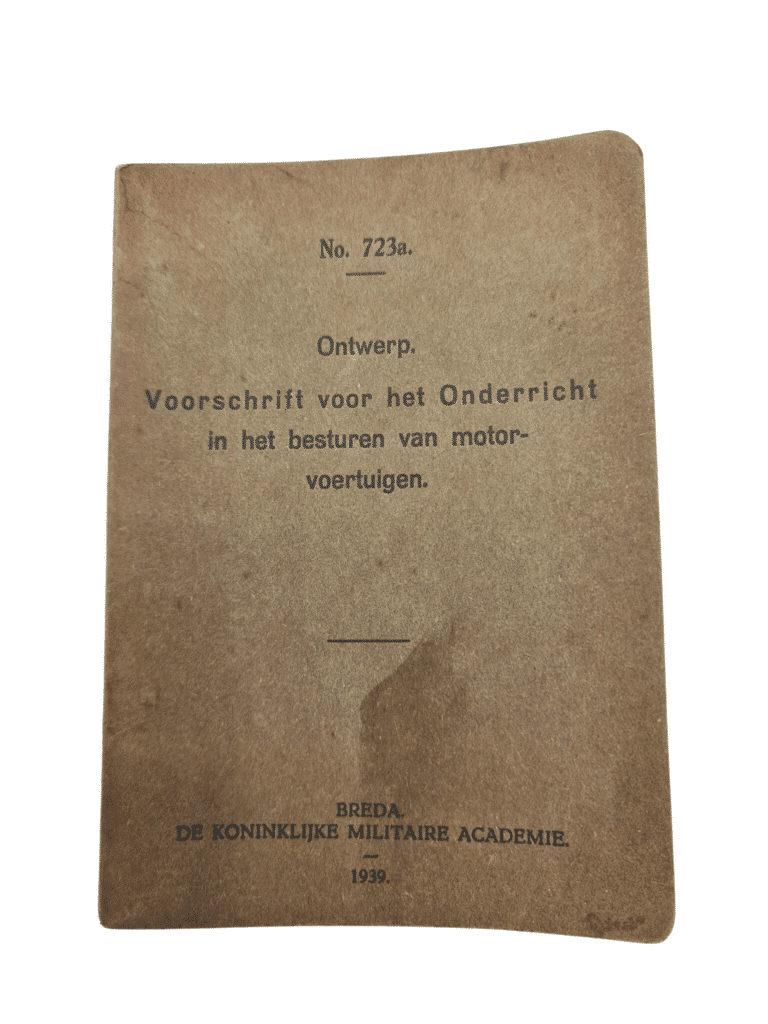 No. 723a.
Ontwerp.
Voorschrift voor het Onderricht
in het besturen van motor-
voertuigen.
BREDA.
DE KONINKLIJKE MILITAIRE ACADEMIE.
1939.